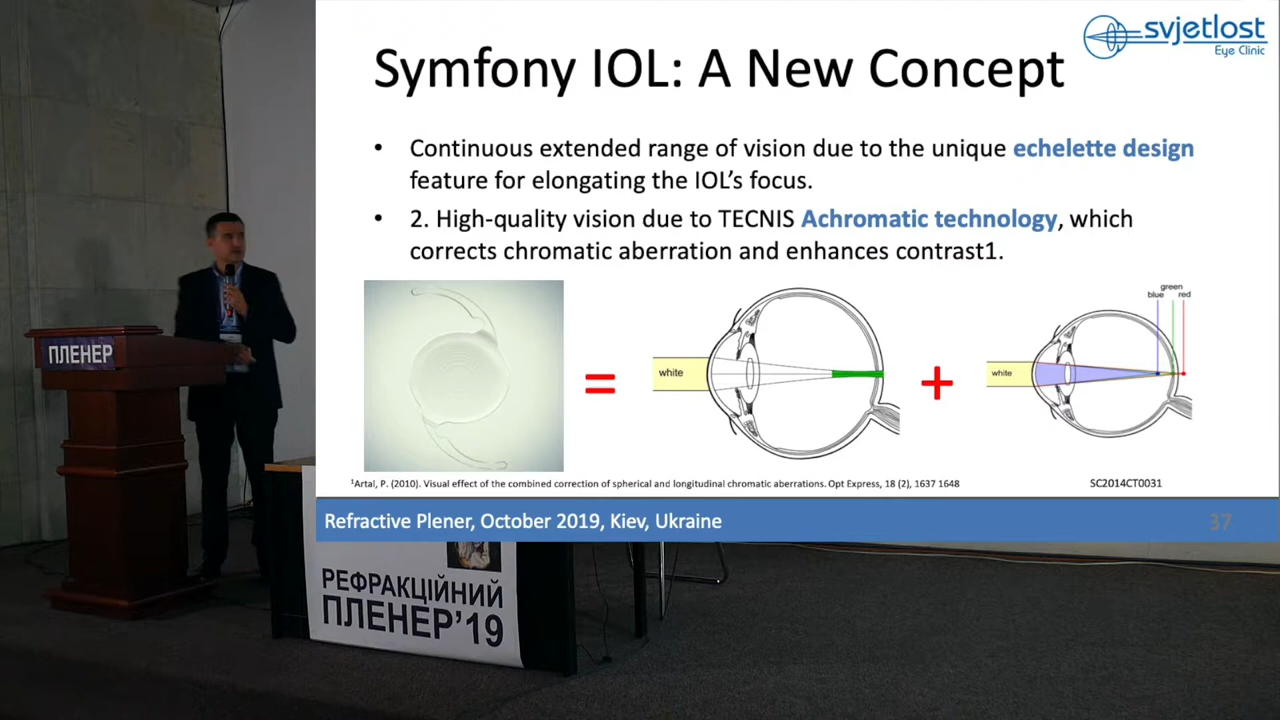 svjetlost
Eye Clinic
Symfony IOL: A New Concept
• Continuous extended range of vision due to the unique echelette design
feature for elongating the IOL's focus.
• 2. High-quality vision due to TECNIS Achromatic technology, which
corrects chromatic aberration and enhances contrast1.
white
=
+
green
blue
red
white
¹Artal, P. (2010). Visual effect of the combined correction of spherical and longitudinal chromatic aberrations. Opt Express, 18 (2), 1637 1648
SC2014CT0031
Refractive Plener, October 2019, Kiev, Ukraine
37
ПЛЕНЕР
РЕФРАКЦІЙНИЙ
ПЛЕНЕР'19